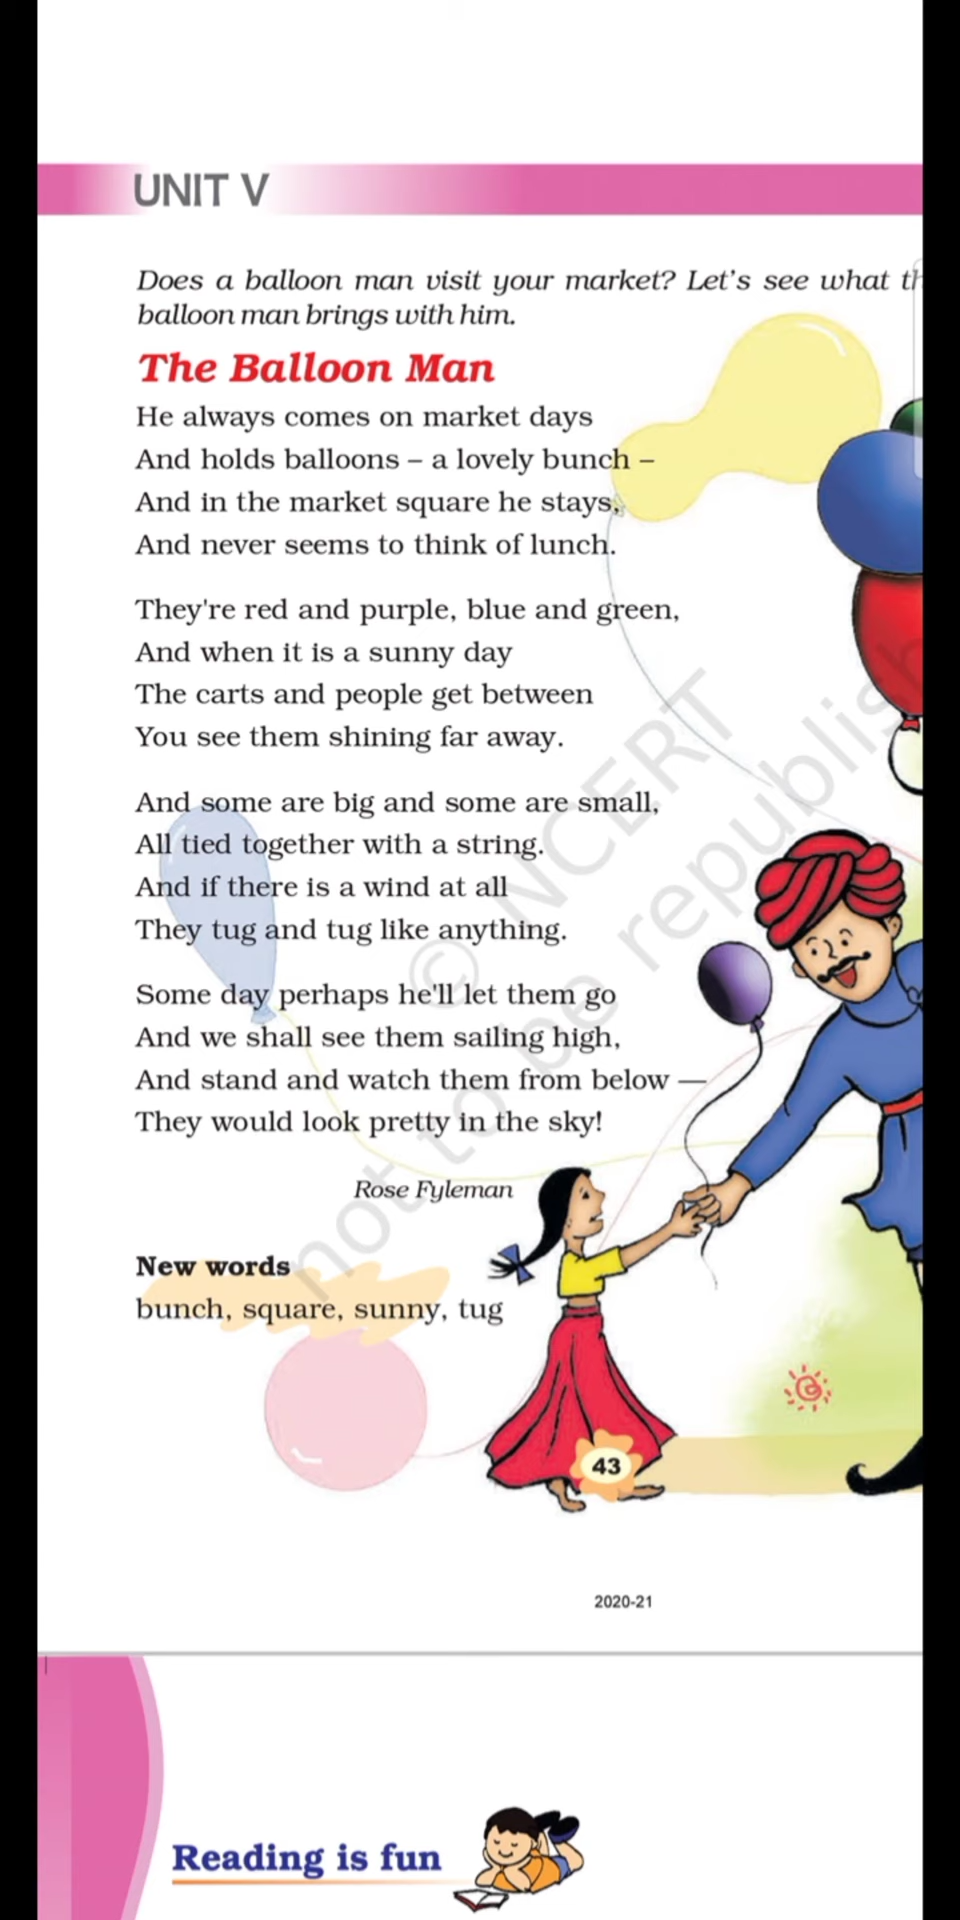 UNIT V
Does a balloon man visit your market? Let's see what
balloon man brings with him.
The Balloon Man
He always comes on market days
And holds balloons – a lovely bunch –
And in the market square he stays,
And never seems to think of lunch.
They're red and purple, blue and green,
And when it is a sunny day
The carts and people get between
You see them shining far away.
And some are big and some are small,
All tied together with a string.
And if there is a wind at all
They tug and tug like anything.
Some day perhaps he'll let them go
And we shall see them sailing high,
And stand and watch them from below —
They would look pretty in the sky!
Rose Fyleman
New words
bunch, square, sunny, tug
© NCERT
not to be republish
43
2020-21
Reading is fun